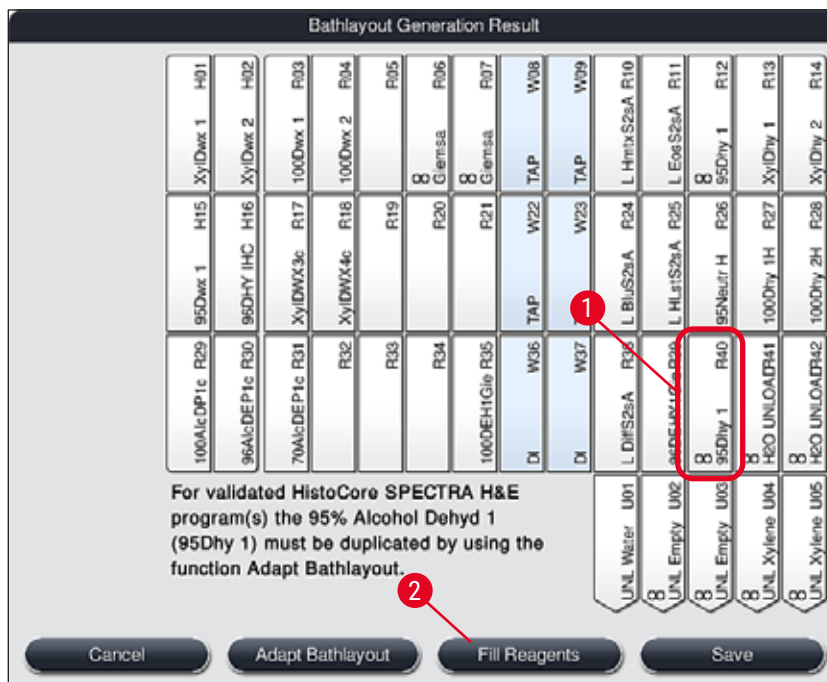 Bathlayout Generation Result
XylDwx 1 H01
XylDwx 2 H02
100Dwx 1 R03
100Dwx 2 R04
R05
∞ Giemsa R06
∞ Giemsa R07
TAP W08
TAP W09
L HmtxS2sA R10
L EosS2sA R11
∞ 95Dhy 1 R12
XylDhy 1 R13
XylDhy 2 R14
95Dwx 1 H15
96DHY IHC H16
XylDWX3c R17
XylDWX4c R18
R19
R20
R21
TAP W22
W23
L BluS2sA R24
L HLstS2sA R25
95Neutr H R26
100Dhy 1H R27
100Dhy 2H R28
1
100AlcDP1c R29
96AlcDEP1c R30
70AlcDEP1c R31
R32
R33
R34
100DEH1Gie R35
DI W36
DI W37
L DiffS2sA
∞ 95Dhy 1 R40
∞ H2O UNLOAD R41
∞ H2O UNLOAD R42
UNL Water U01
∞ UNL Empty U02
∞ UNL Empty U03
∞ UNL Xylene U04
∞ UNL Xylene U05
For validated HistoCore SPECTRA H&E
program(s) the 95% Alcohol Dehyd 1
(95Dhy 1) must be duplicated by using the
function Adapt Bathlayout.
2
Cancel Adapt Bathlayout Fill Reagents Save